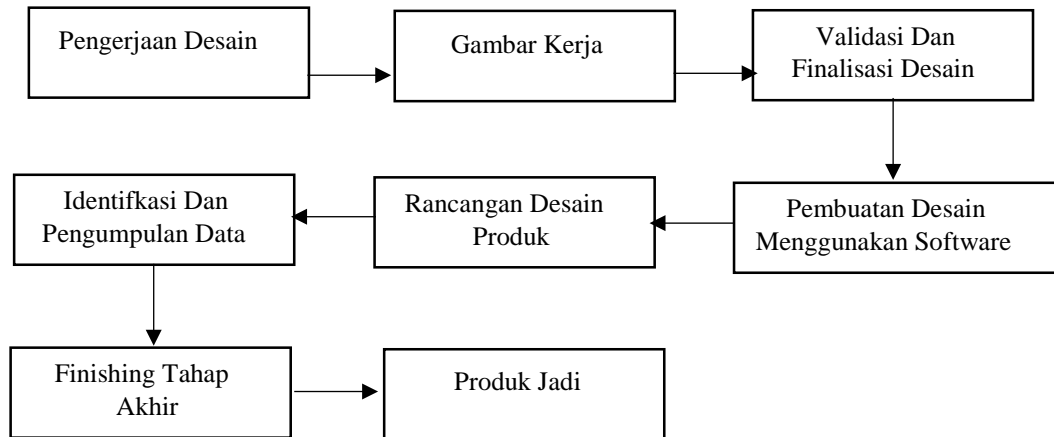 Pengerjaan Desain
Gambar Kerja
Validasi Dan
Finalisasi Desain
Identifkasi Dan
Pengumpulan Data
Rancangan Desain
Produk
Pembuatan Desain
Menggunakan Software
Finishing Tahap
Akhir
Produk Jadi